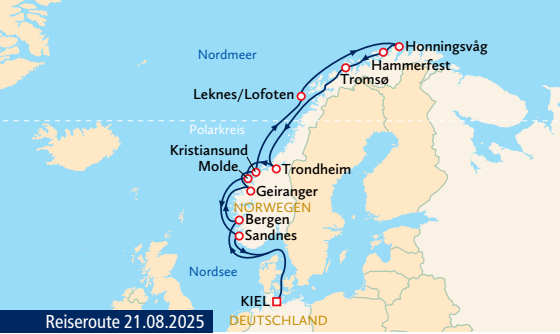 Honningsvåg
Nordmeer
Hammerfest
Tromsø
Leknes/Lofoten
Polarkreis
Kristiansund
Molde
Trondheim
Geiranger
NORWEGEN
Bergen
Sandnes
Nordsee
KIEL
DEUTSCHLAND
Reiseroute 21.08.2025